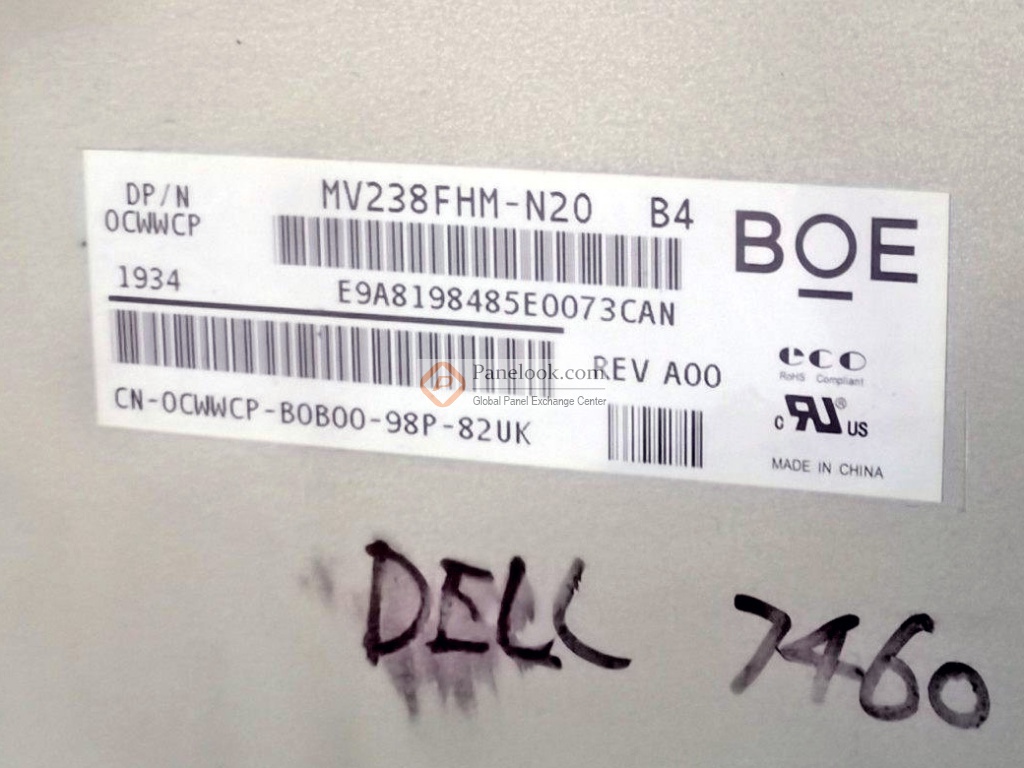 DP/N
0CWWCP
MV238FHM-N20 B4
BOE
1934
E9A8198485E0073CAN
REV A00
eco
RoHS Compliant
CN-0CWWCP-B0B00-98P-82UK
c RU® US
MADE IN CHINA
Panelook.com
Global Panel Exchange Center
DELL 7460